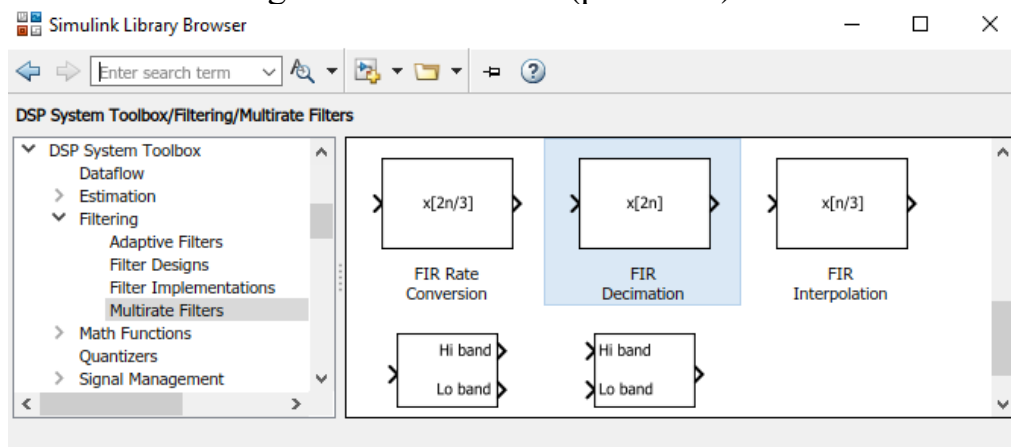 Simulink Library Browser
Enter search term
DSP System Toolbox/Filtering/Multirate Filters
DSP System Toolbox
Dataflow
Estimation
Filtering
Adaptive Filters
Filter Designs
Filter Implementations
Multirate Filters
Math Functions
Quantizers
Signal Management
x[2n/3]
FIR Rate
Conversion
x[2n]
FIR
Decimation
x[n/3]
FIR
Interpolation
Hi band
Lo band
Hi band
Lo band